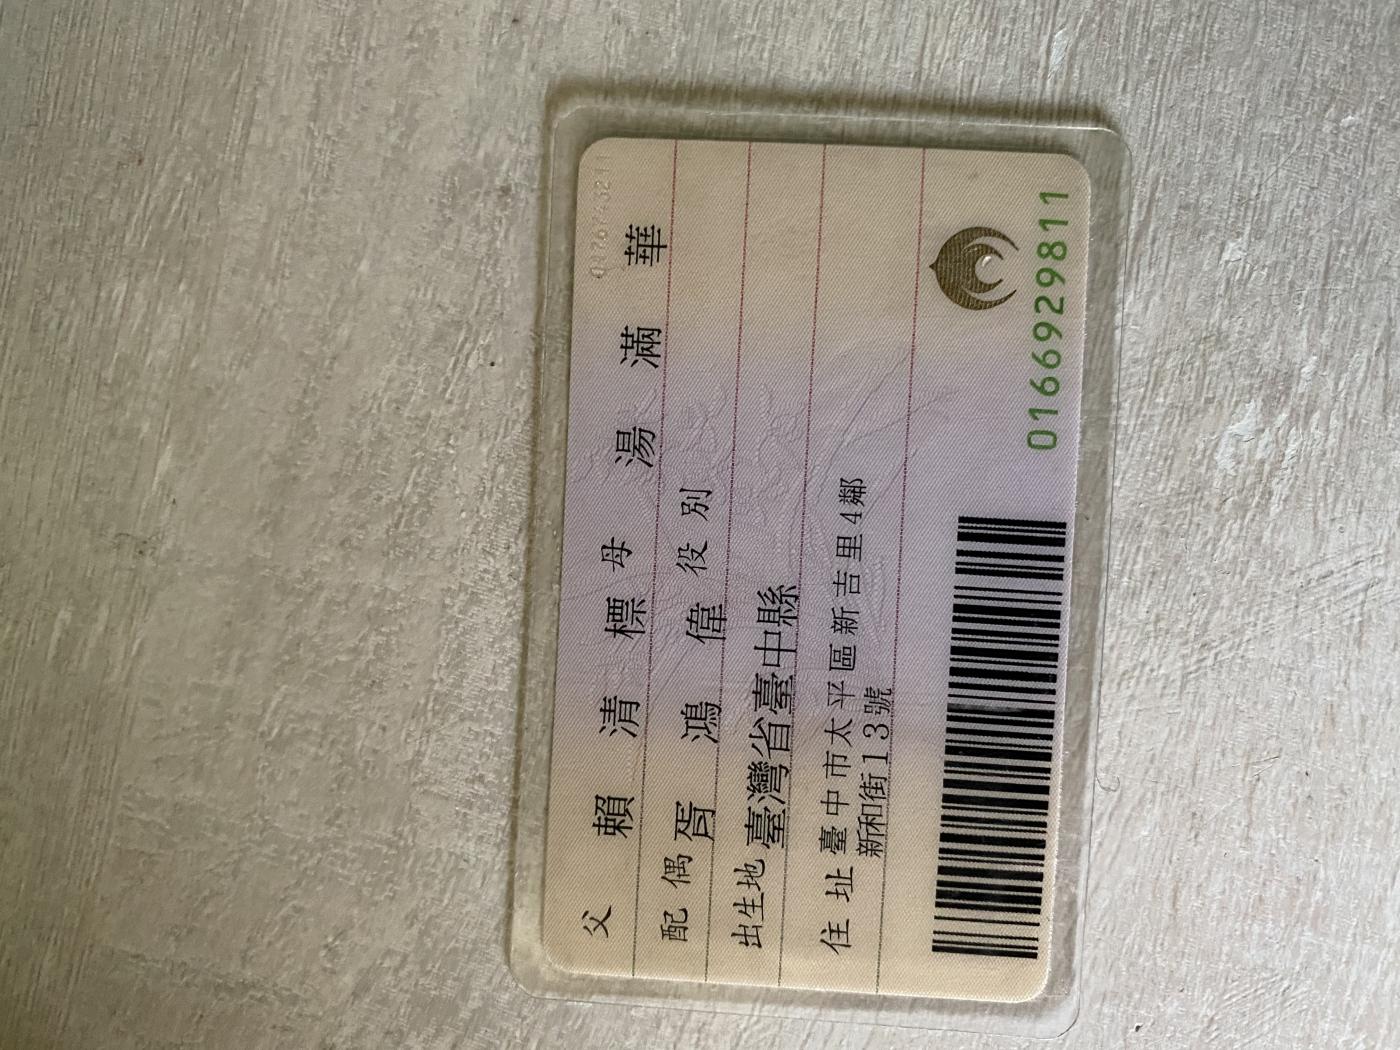 父 賴清標 母 湯滿華
配偶 胥鴻偉 役別
出生地 臺灣省臺中縣
住址 臺中市太平區新吉里4鄰
新和街13號
0166929811